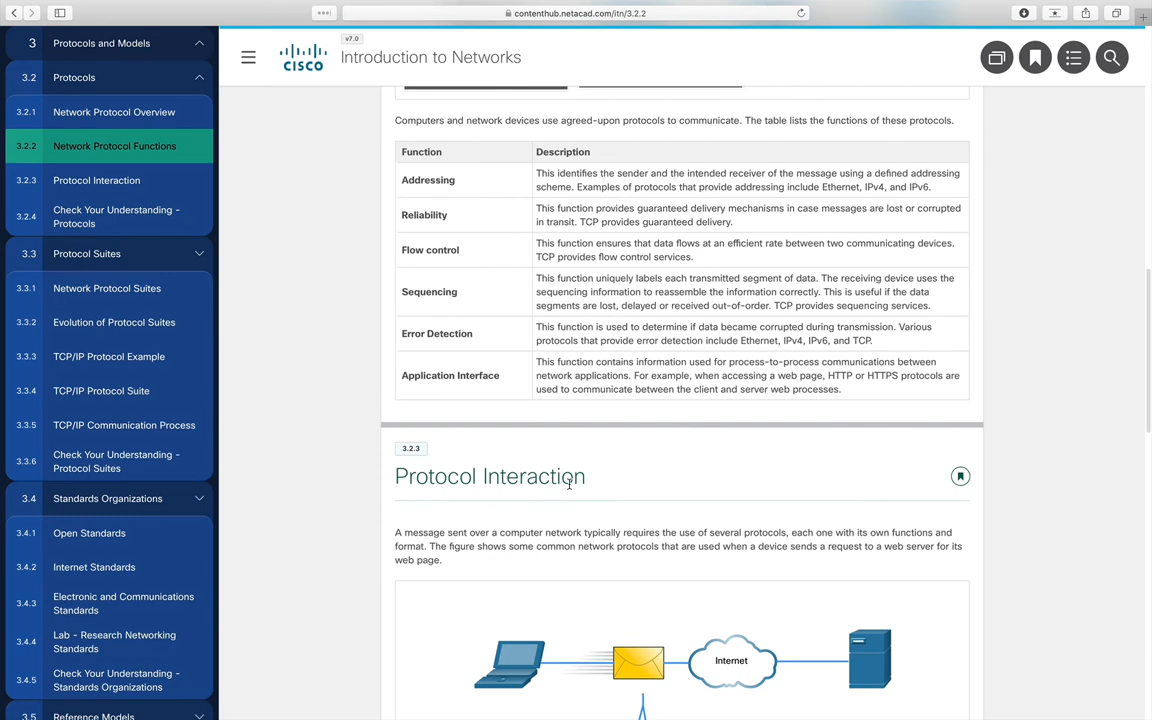 contenthub.netacad.com/itn/3.2.2
3 Protocols and Models
3.2 Protocols
3.2.1 Network Protocol Overview
3.2.2 Network Protocol Functions
3.2.3 Protocol Interaction
3.2.4 Check Your Understanding -
Protocols
3.3 Protocol Suites
3.3.1 Network Protocol Suites
3.3.2 Evolution of Protocol Suites
3.3.3 TCP/IP Protocol Example
3.3.4 TCP/IP Protocol Suite
3.3.5 TCP/IP Communication Process
3.3.6 Check Your Understanding -
Protocol Suites
3.4 Standards Organizations
3.4.1 Open Standards
3.4.2 Internet Standards
3.4.3 Electronic and Communications
Standards
3.4.4 Lab - Research Networking
Standards
3.4.5 Check Your Understanding -
Standards Organizations
3.5 Reference Models
v7.0
CISCO
Introduction to Networks
Computers and network devices use agreed-upon protocols to communicate. The table lists the functions of these protocols.
Function Description
Addressing
This identifies the sender and the intended receiver of the message using a defined addressing
scheme. Examples of protocols that provide addressing include Ethernet, IPv4, and IPv6.
Reliability
This function provides guaranteed delivery mechanisms in case messages are lost or corrupted
in transit. TCP provides guaranteed delivery.
Flow control
This function ensures that data flows at an efficient rate between two communicating devices.
TCP provides flow control services.
Sequencing
This function uniquely labels each transmitted segment of data. The receiving device uses the
sequencing information to reassemble the information correctly. This is useful if the data
segments are lost, delayed or received out-of-order. TCP provides sequencing services.
Error Detection
This function is used to determine if data became corrupted during transmission. Various
protocols that provide error detection include Ethernet, IPv4, IPv6, and TCP.
Application Interface
This function contains information used for process-to-process communications between
network applications. For example, when accessing a web page, HTTP or HTTPS protocols are
used to communicate between the client and server web processes.
3.2.3
Protocol Interaction
A message sent over a computer network typically requires the use of several protocols, each one with its own functions and
format. The figure shows some common network protocols that are used when a device sends a request to a web server for its
web page.
Internet